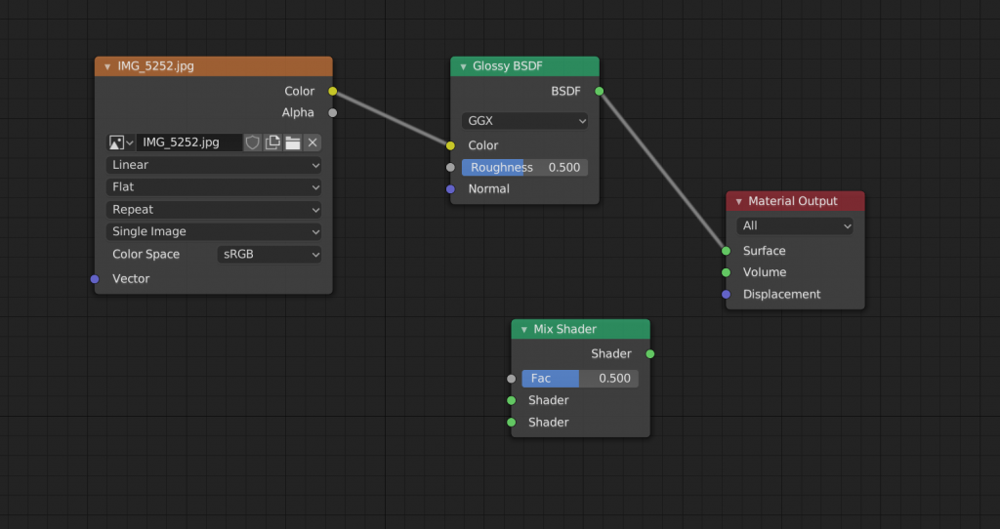 IMG_5252.jpg
Color
Alpha
IMG_5252.jpg
Linear
Flat
Repeat
Single Image
Color Space sRGB
Vector
Glossy BSDF
BSDF
GGX
Color
Roughness 0.500
Normal
Material Output
All
Surface
Volume
Displacement
Mix Shader
Shader
Fac 0.500
Shader
Shader